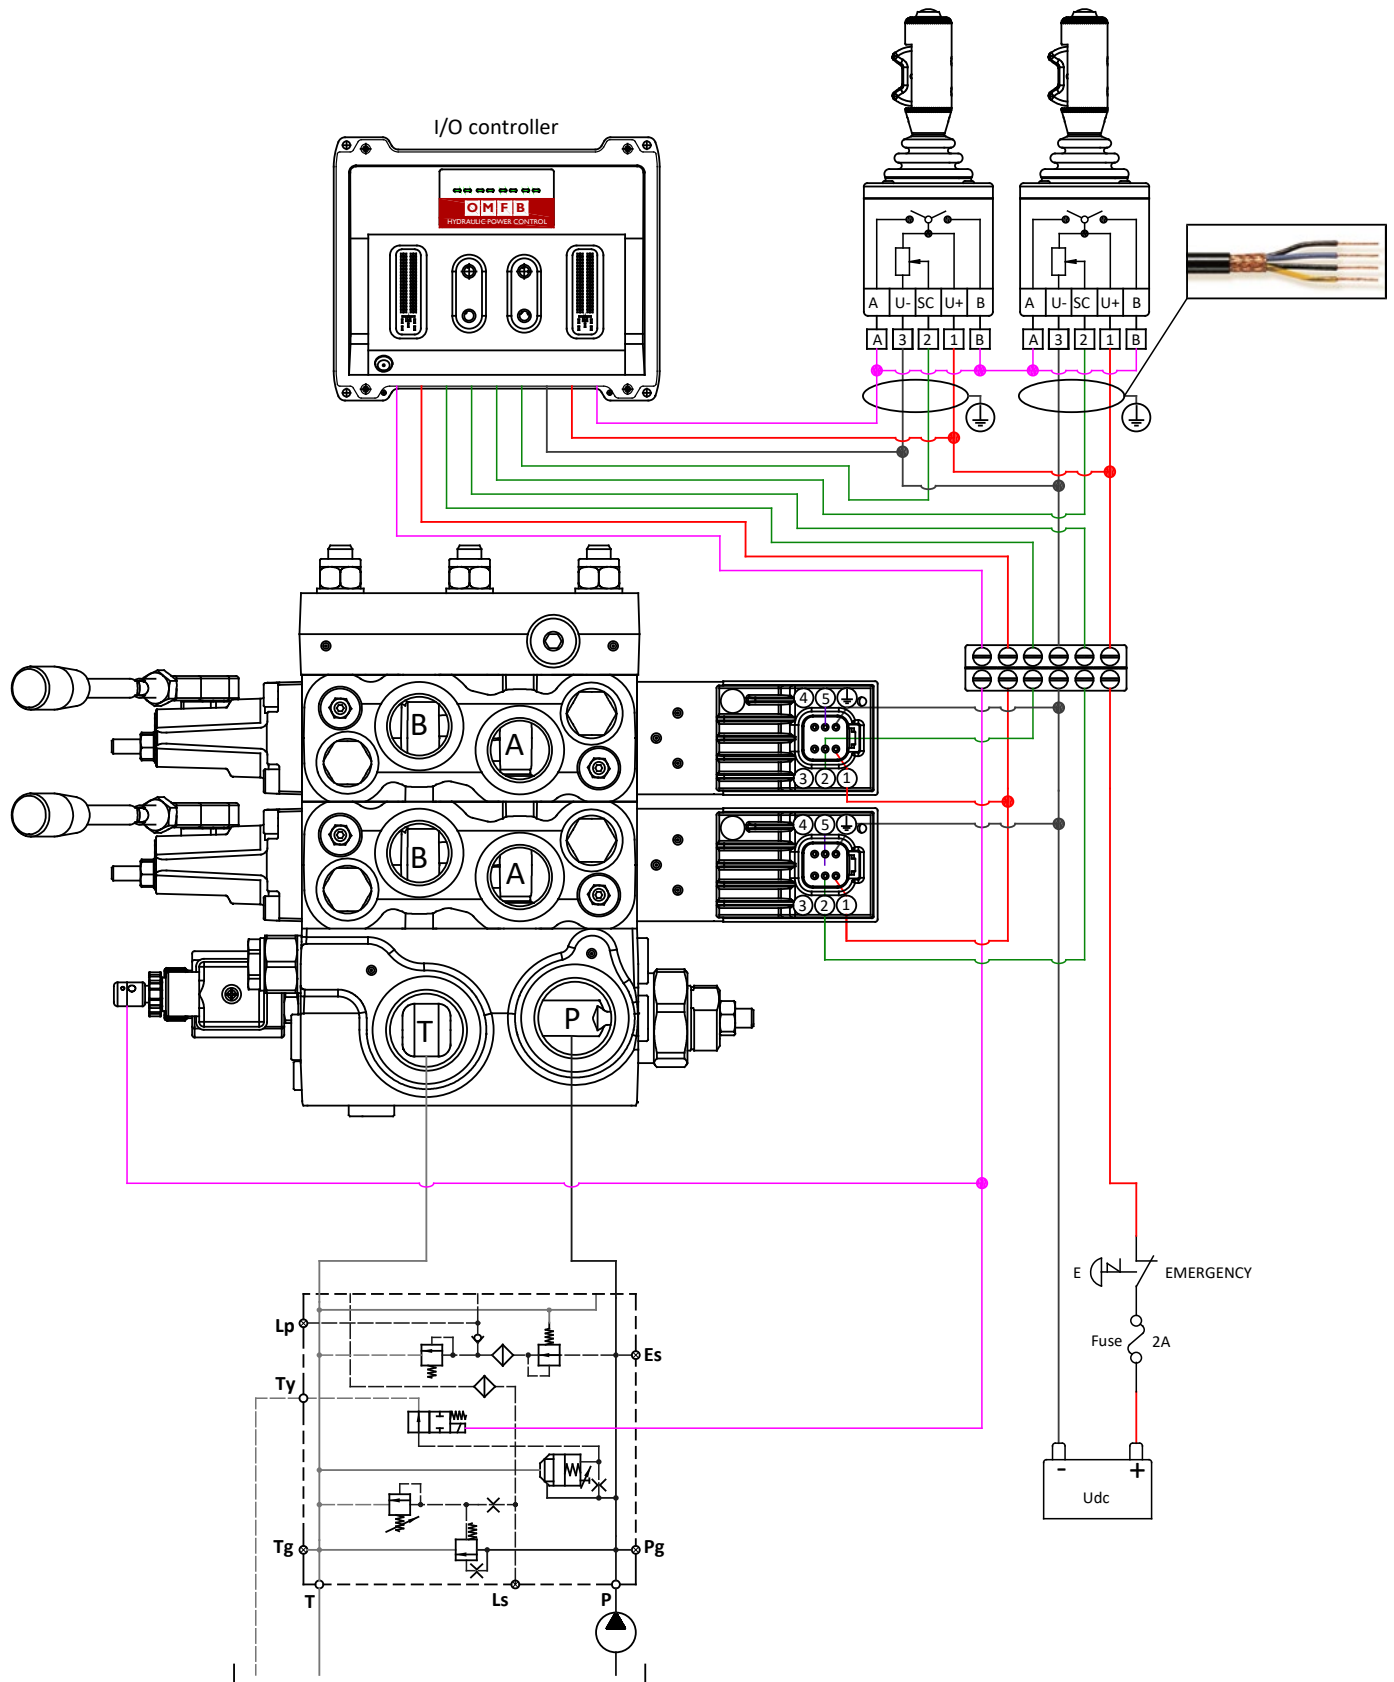 I/O controller
OMFB
HYDRAULIC POWER CONTROL
A U- SC U+ B
A U- SC U+ B
A 3 2 1 B
A 3 2 1 B
B A
4 5
3 2 1
B A
4 5
3 2 1
T P
E EMERGENCY
Fuse 2A
Lp
Es
Ty
- +
Udc
Tg
Pg
T Ls P